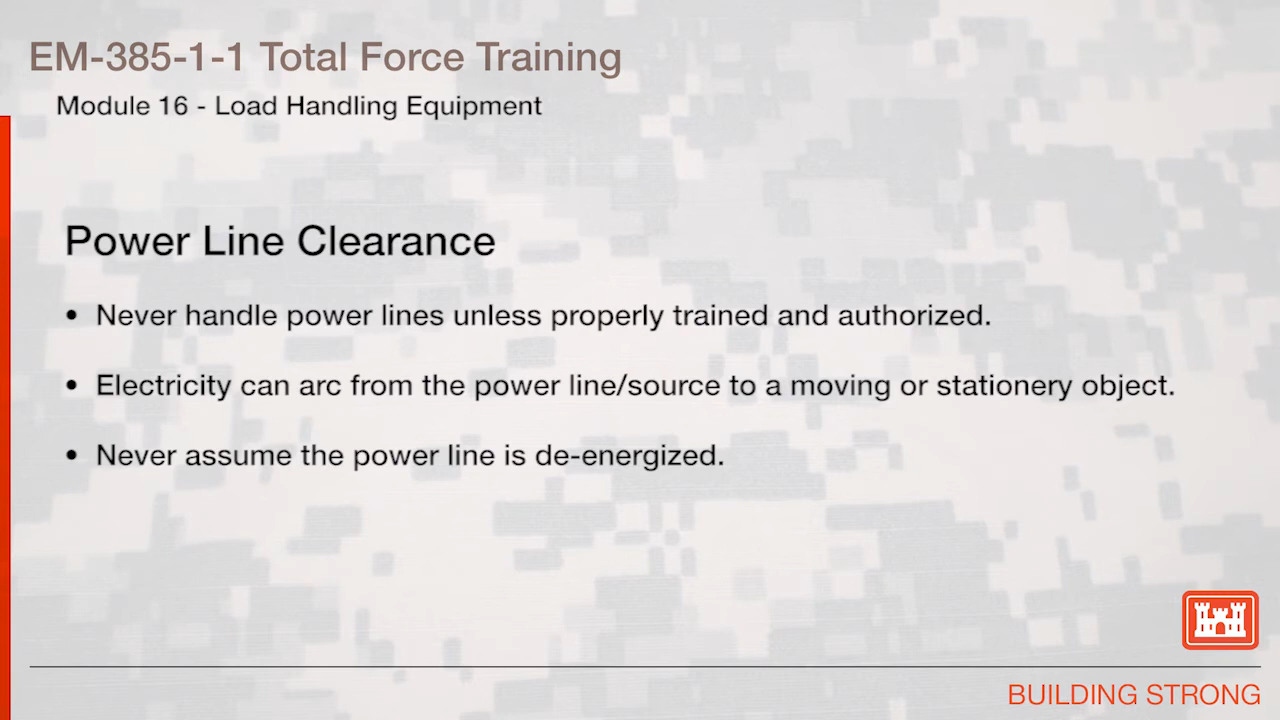 EM-385-1-1 Total Force Training
Module 16 - Load Handling Equipment
Power Line Clearance
• Never handle power lines unless properly trained and authorized.
• Electricity can arc from the power line/source to a moving or stationery object.
• Never assume the power line is de-energized.
BUILDING STRONG